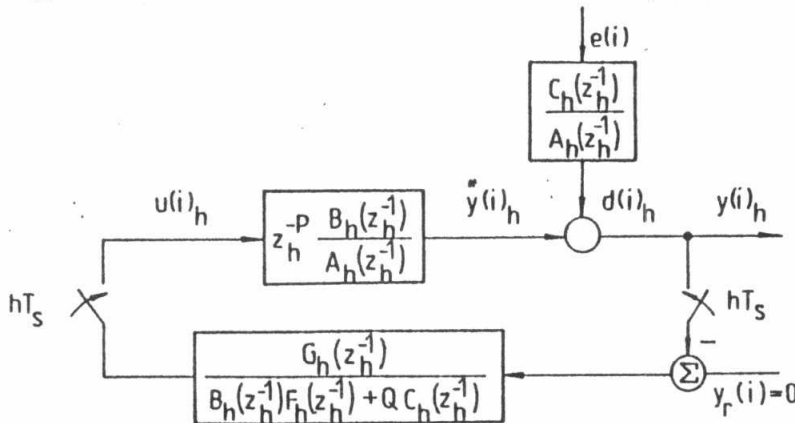 e(i)
C_h(z_h^{-1})
A_h(z_h^{-1})
u(i)_h
z_h^{-P} B_h(z_h^{-1})
A_h(z_h^{-1})
y^*(i)_h
d(i)_h
y(i)_h
hT_s
hT_s
G_h(z_h^{-1})
B_h(z_h^{-1})F_h(z_h^{-1})+QC_h(z_h^{-1})
−
Σ
y_r(i)=0